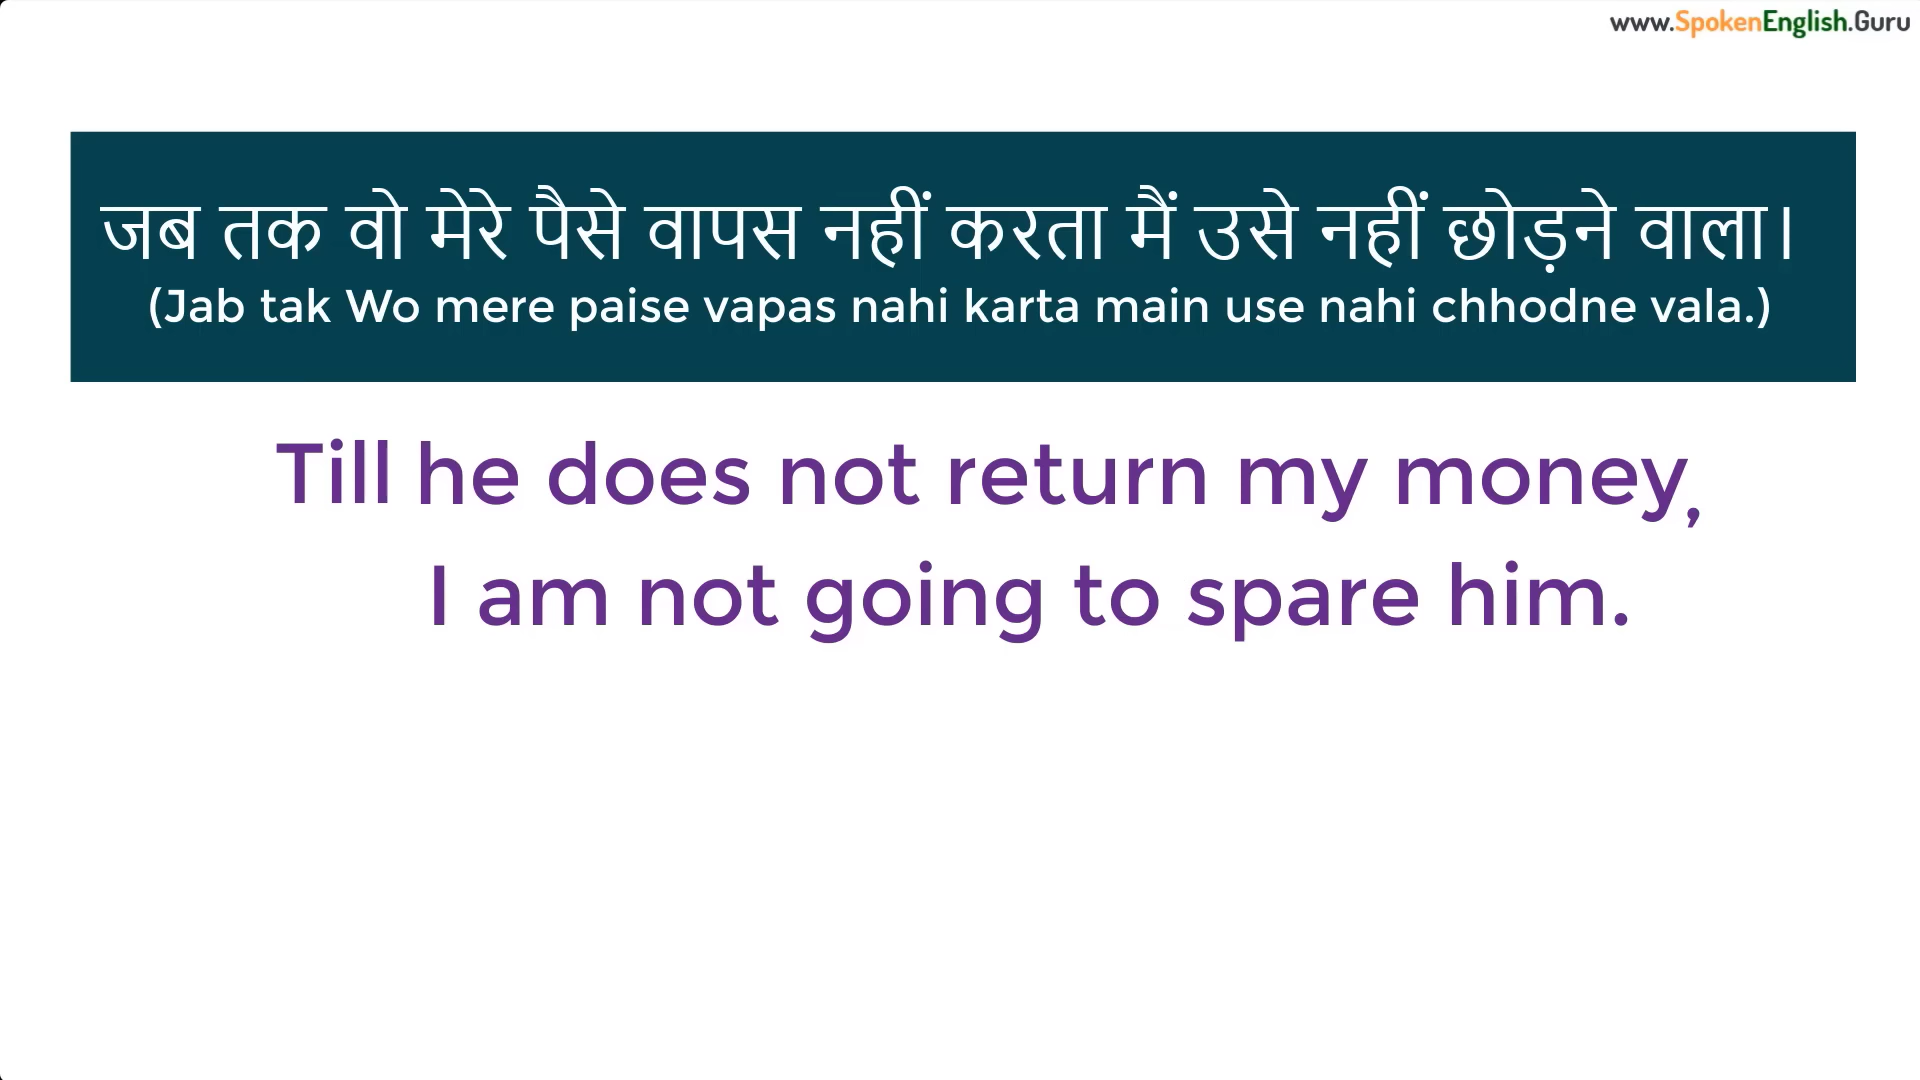 www.SpokenEnglish.Guru
जब तक वो मेरे पैसे वापस नहीं करता मैं उसे नहीं छोड़ने वाला।
(Jab tak Wo mere paise vapas nahi karta main use nahi chhodne vala.)
Till he does not return my money,
I am not going to spare him.